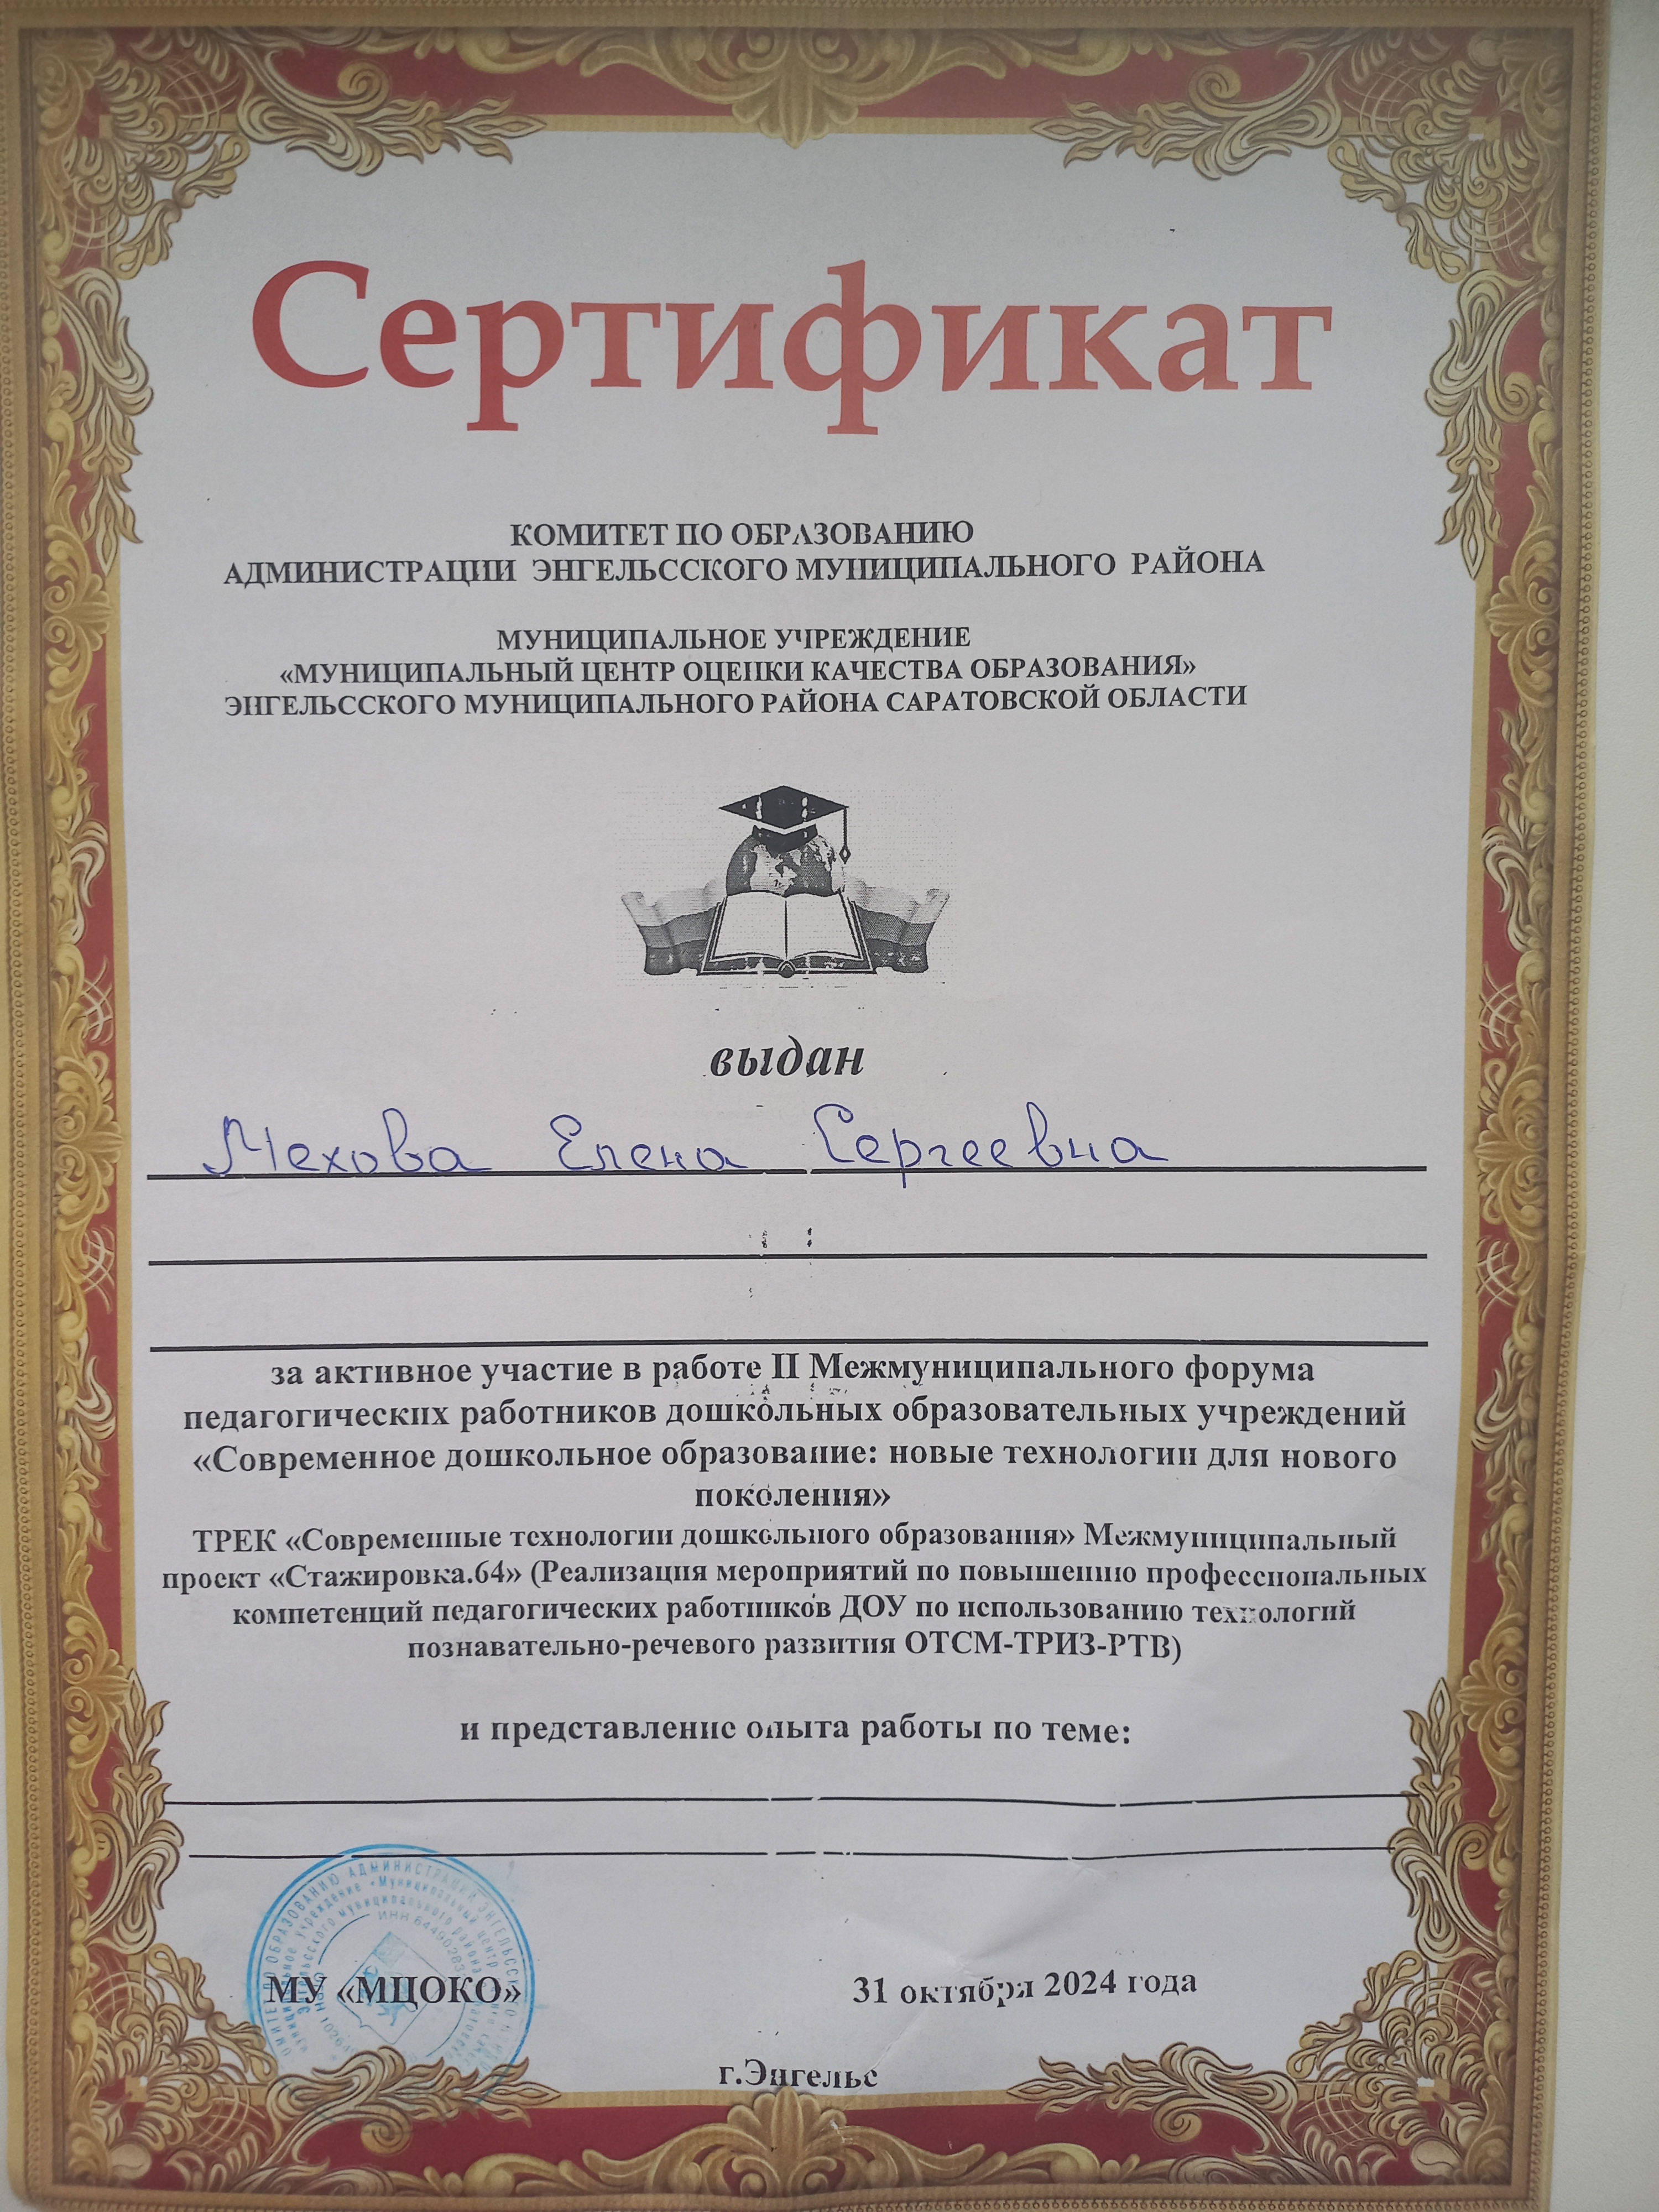 Сертификат
КОМИТЕТ ПО ОБРАЗОВАНИЮ
АДМИНИСТРАЦИИ ЭНГЕЛЬССКОГО МУНИЦИПАЛЬНОГО РАЙОНА
МУНИЦИПАЛЬНОЕ УЧРЕЖДЕНИЕ
«МУНИЦИПАЛЬНЫЙ ЦЕНТР ОЦЕНКИ КАЧЕСТВА ОБРАЗОВАНИЯ»
ЭНГЕЛЬССКОГО МУНИЦИПАЛЬНОГО РАЙОНА САРАТОВСКОЙ ОБЛАСТИ
выдан
Мехова Елена Сергеевна
за активное участие в работе II Межмуниципального форума
педагогических работников дошкольных образовательных учреждений
«Современное дошкольное образование: новые технологии для нового
поколения»
ТРЕК «Современные технологии дошкольного образования» Межмуниципальный
проект «Стажировка.64» (Реализация мероприятий по повышению профессиональных
компетенций педагогических работников ДОУ по использованию технологий
познавательно-речевого развития ОТСМ-ТРИЗ-РТВ)
и представление опыта работы по теме:
МУ «МЦОКО»
31 октября 2024 года
г.Энгельс